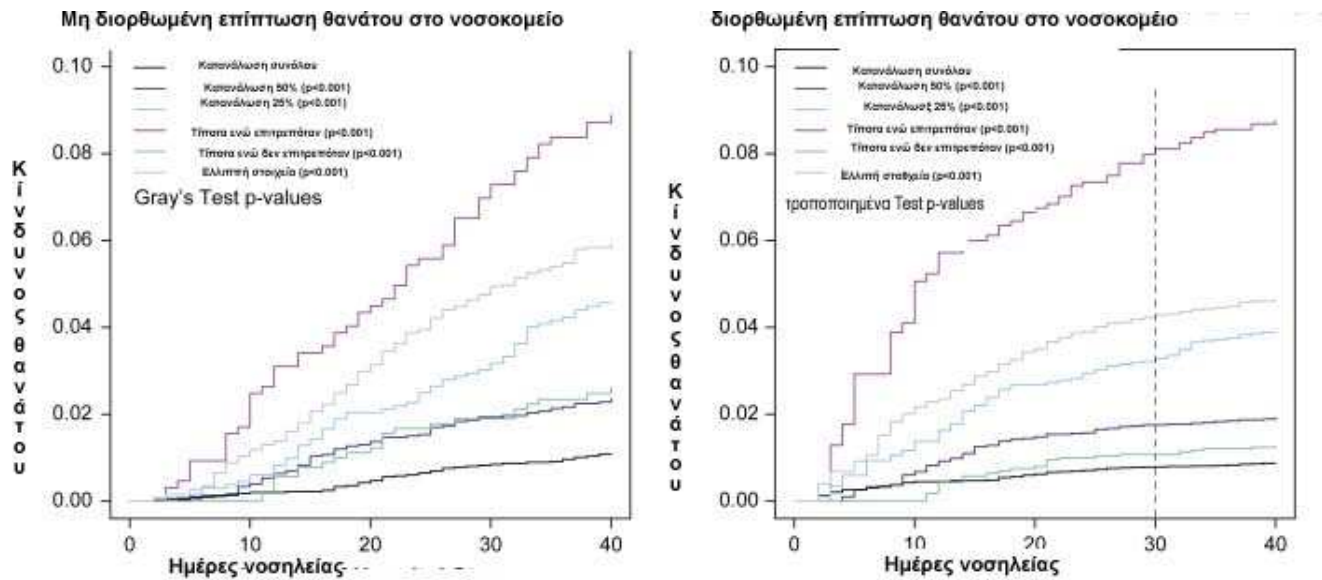 Μη διορθωμένη επίπτωση θανάτου στο νοσοκομείο
0.10
0.08
0.06
0.04
0.02
0.00
Κίνδυνος θανάτου
Κατανάλωση συνόλου
Κατανάλωση 50% (p<0.001)
Κατανάλωση 25% (p<0.001)
Τίποτα ενώ επιτρεπόταν (p<0.001)
Τίποτα ενώ δεν επιτρεπόταν (p<0.001)
Ελλιπή στοιχεία (p<0.001)
Gray's Test p-values
0 10 20 30 40
Ημέρες νοσηλείας
διορθωμένη επίπτωση θανάτου στο νοσοκομέιο
0.10
0.08
0.06
0.04
0.02
0.00
Κίνδυνος θανάτου
Κατανάλωση συνόλου
Κατανάλωση 50% (p<0.001)
Κατανάλωσξ 25% (p<0.001)
Τίποτα ενώ επιτρεπόταν (p<0.001)
Τίποτα ενώ δεν επιτρεπόταν (p<0.001)
Ελλιπή (p<0.001)
τροποποιημένα Test p-values
0 10 20 30 40
Ημέρες νοσηλείας